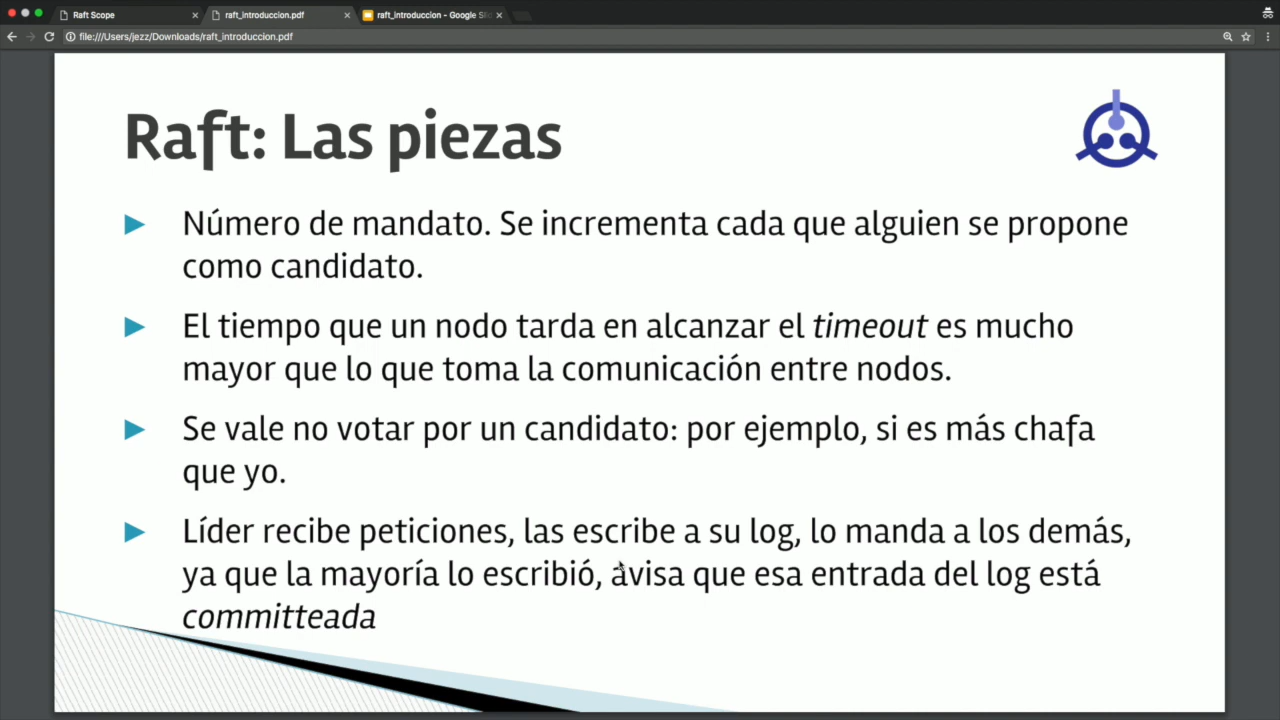 Raft Scope
raft_introduccion.pdf
raft_introduccion - Google Sli
file:///Users/jezz/Downloads/raft_introduccion.pdf
Raft: Las piezas
Número de mandato. Se incrementa cada que alguien se propone
como candidato.
El tiempo que un nodo tarda en alcanzar el timeout es mucho
mayor que lo que toma la comunicación entre nodos.
Se vale no votar por un candidato: por ejemplo, si es más chafa
que yo.
Líder recibe peticiones, las escribe a su log, lo manda a los demás,
ya que la mayoría lo escribió, avisa que esa entrada del log está
committeada